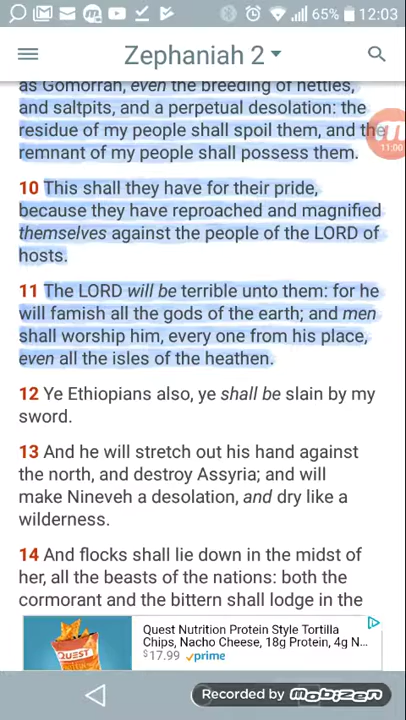 65% 12:03
Zephaniah 2
as Gomorrah, even the breeding of nettles,
and saltpits, and a perpetual desolation: the
residue of my people shall spoil them, and the
remnant of my people shall possess them.
11:00
10 This shall they have for their pride,
because they have reproached and magnified
themselves against the people of the LORD of
hosts.
11 The LORD will be terrible unto them: for he
will famish all the gods of the earth; and men
shall worship him, every one from his place,
even all the isles of the heathen.
12 Ye Ethiopians also, ye shall be slain by my
sword.
13 And he will stretch out his hand against
the north, and destroy Assyria; and will
make Nineveh a desolation, and dry like a
wilderness.
14 And flocks shall lie down in the midst of
her, all the beasts of the nations: both the
cormorant and the bittern shall lodge in the
QUEST
Quest Nutrition Protein Style Tortilla
Chips, Nacho Cheese, 18g Protein, 4g N...
$17.99 prime
Recorded by MOBIZEN